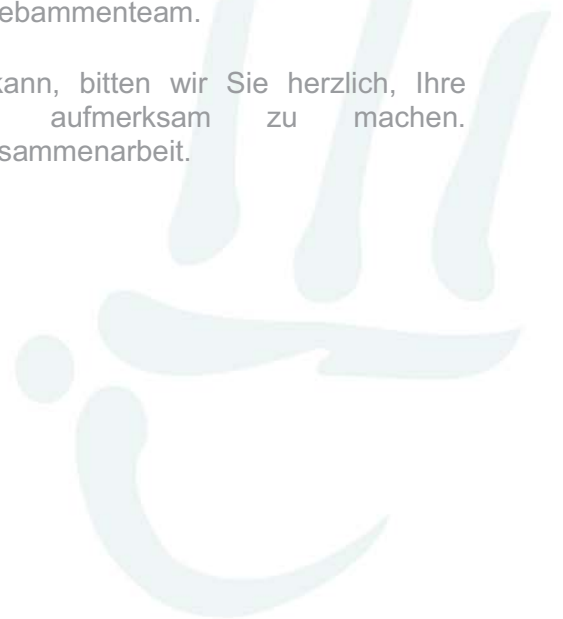 ebammenteam.
kann, bitten wir Sie herzlich, Ihre
aufmerksam zu machen.
sammenarbeit.